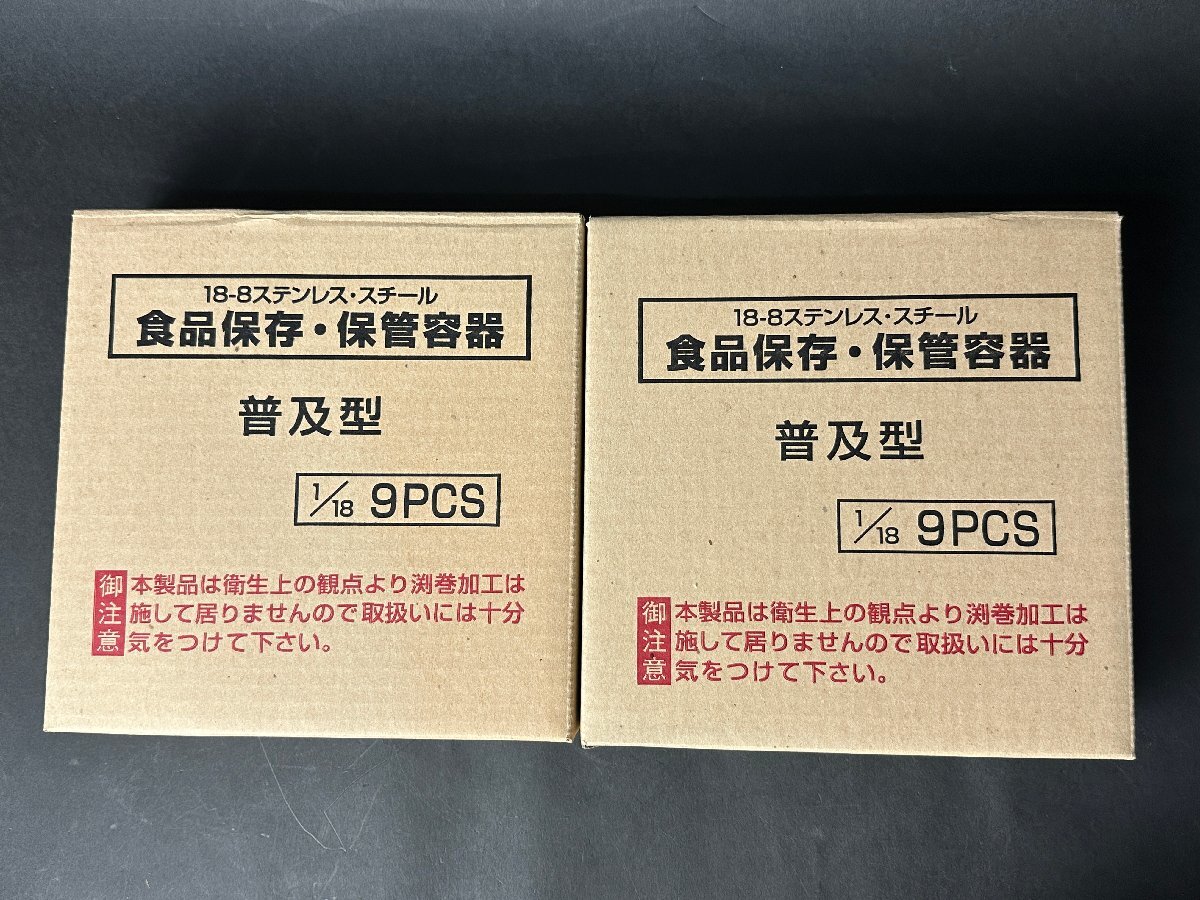 18-8ステンレス・スチール
食品保存・保管容器
普及型
1/18 9PCS
御注意
本製品は衛生上の観点より渕巻加工は
施して居りませんので取扱いには十分
気をつけて下さい。
18-8ステンレス・スチール
食品保存・保管容器
普及型
1/18 9PCS
御注意
本製品は衛生上の観点より渕巻加工は
施して居りませんので取扱いには十分
気をつけて下さい。